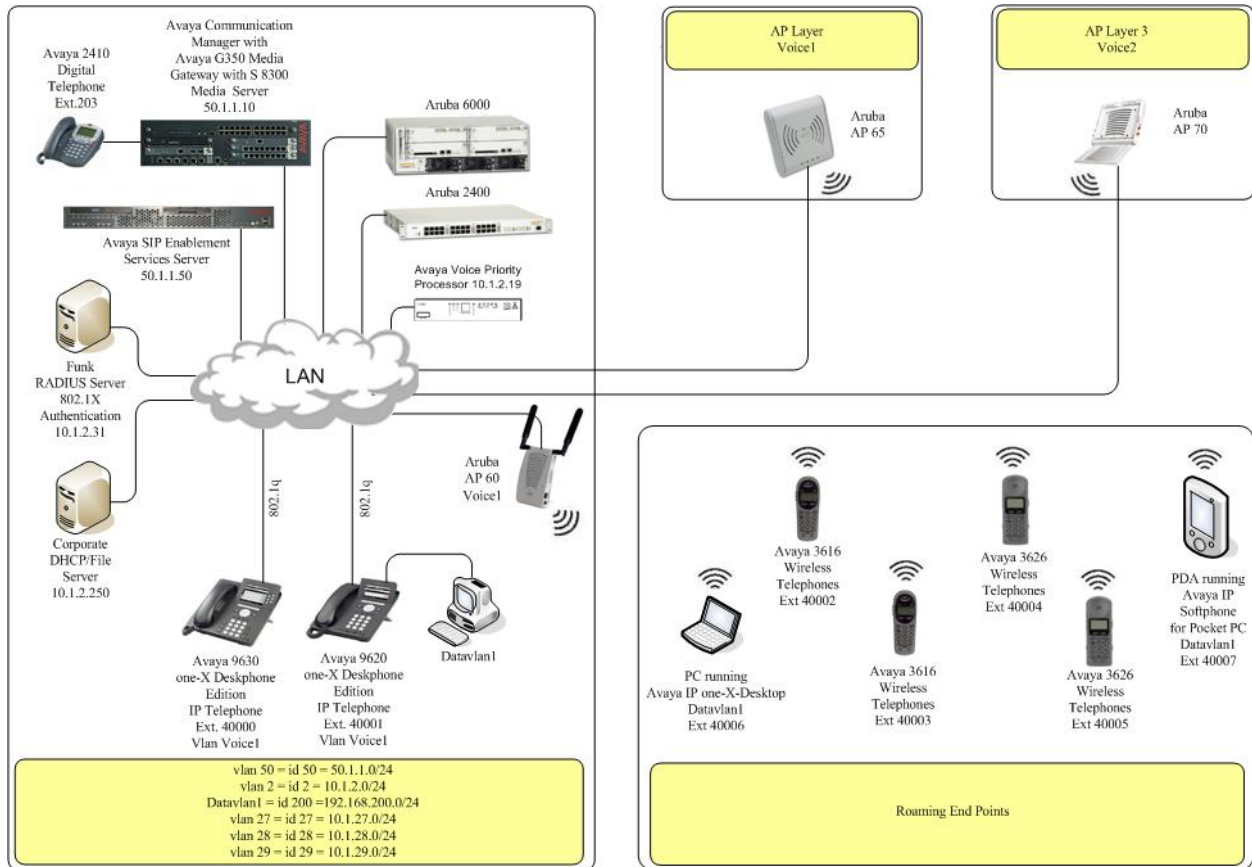 Avaya Communication
Manager with
Avaya G350 Media
Gateway with S 8300
Media Server
50.1.1.10
Avaya 2410
Digital
Telephone
Ext.203
AVAYA
Aruba 6000
Aruba 2400
Avaya SIP Enablement
Services Server
50.1.1.50
Avaya Voice Priority
Processor 10.1.2.19
Funk
RADIUS Server
802.1X
Authentication
10.1.2.31
LAN
Corporate
DHCP/File
Server
10.1.2.250
802.1q
802.1q
Aruba
AP 60
Voice1
Avaya 9630
one-X Deskphone
Edition
IP Telephone
Ext. 40000
Vlan Voice1
Avaya 9620
one-X Deskphone
Edition
IP Telephone
Ext. 40001
Vlan Voice1
Datavlan1
vlan 50 = id 50 = 50.1.1.0/24
vlan 2 = id 2 = 10.1.2.0/24
Datavlan1 = id 200 =192.168.200.0/24
vlan 27 = id 27 = 10.1.27.0/24
vlan 28 = id 28 = 10.1.28.0/24
vlan 29 = id 29 = 10.1.29.0/24
AP Layer
Voice1
Aruba
AP 65
AP Layer 3
Voice2
Aruba
AP 70
PC running
Avaya IP one-X-Desktop
Datavlan1
Ext 40006
Avaya 3616
Wireless
Telephones
Ext 40002
Avaya 3616
Wireless
Telephones
Ext 40003
Avaya 3626
Wireless
Telephones
Ext 40004
Avaya 3626
Wireless
Telephones
Ext 40005
PDA running
Avaya IP
Softphone
for Pocket PC
Datavlan1
Ext 40007
Roaming End Points